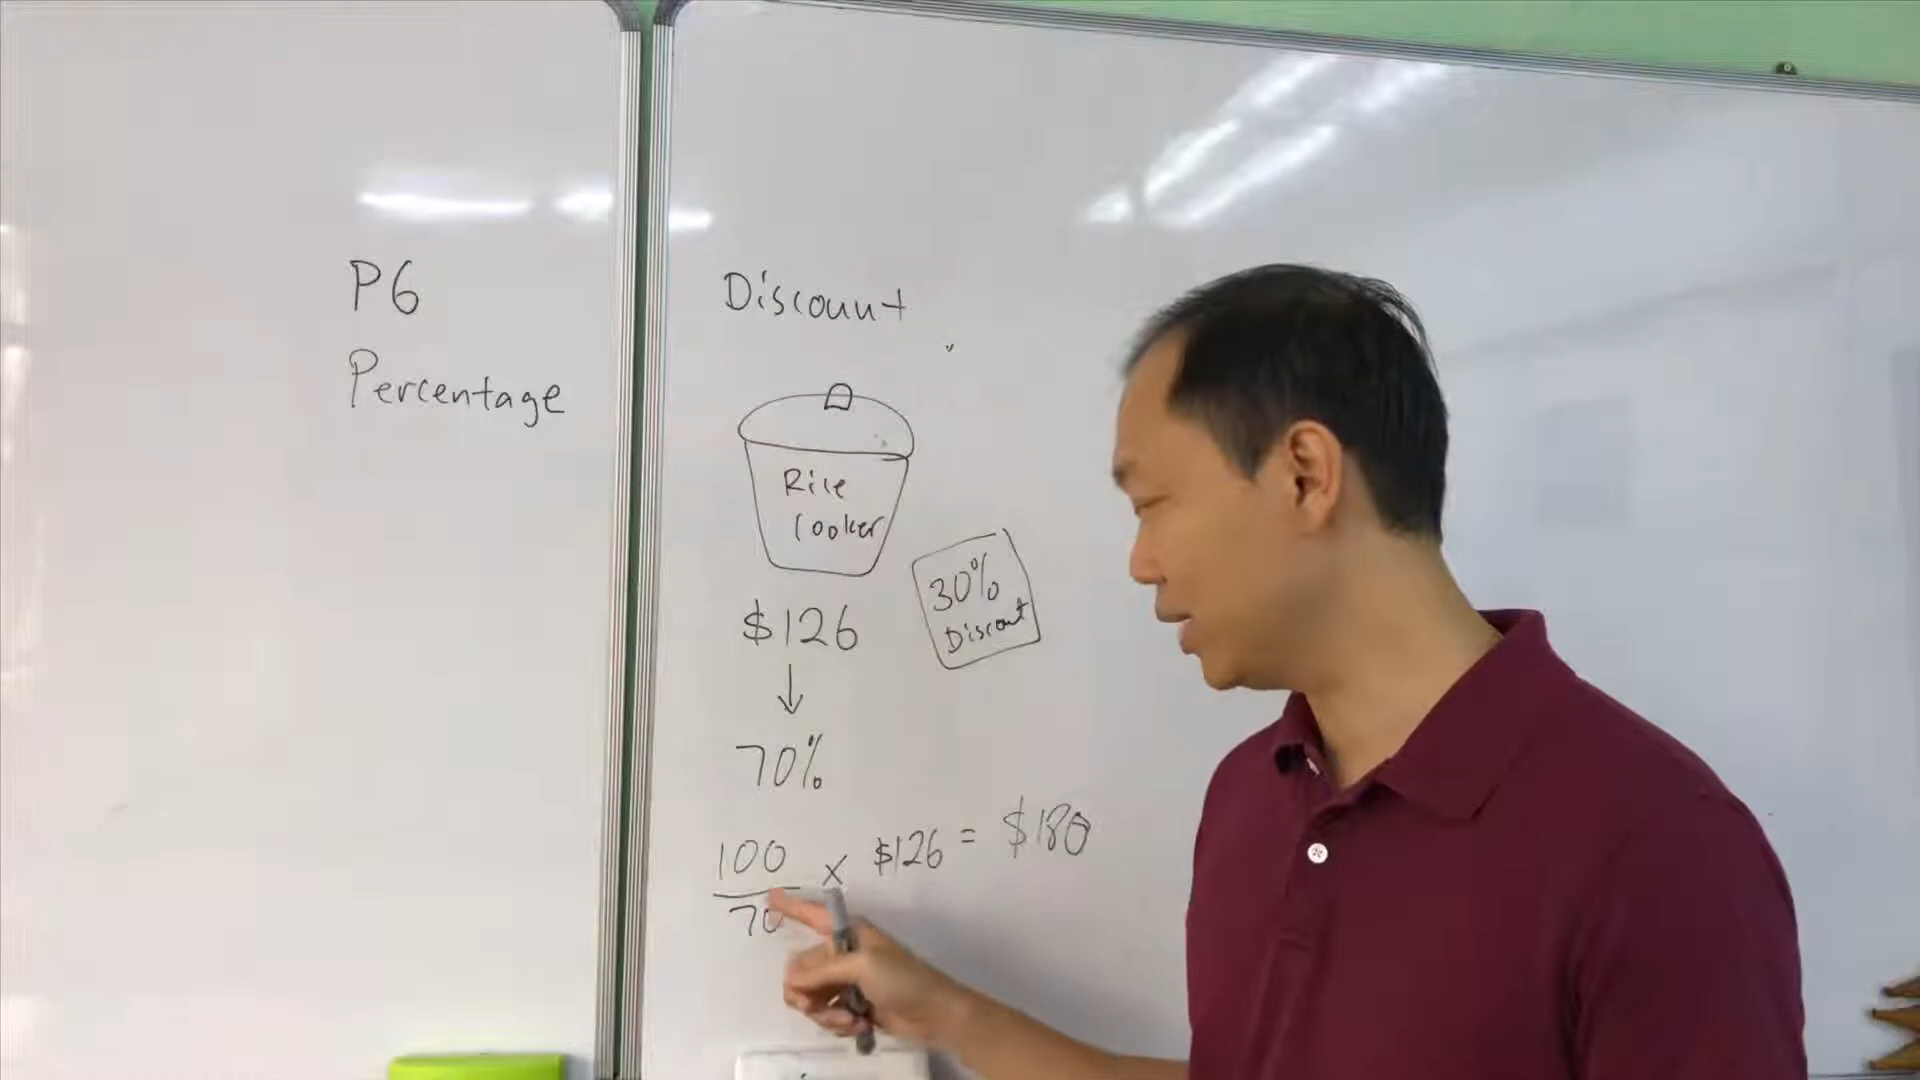 P6
Percentage
Discount
Rice
Cooker
30%
Discount
$126
↓
70%
100/70 × $126 = $180